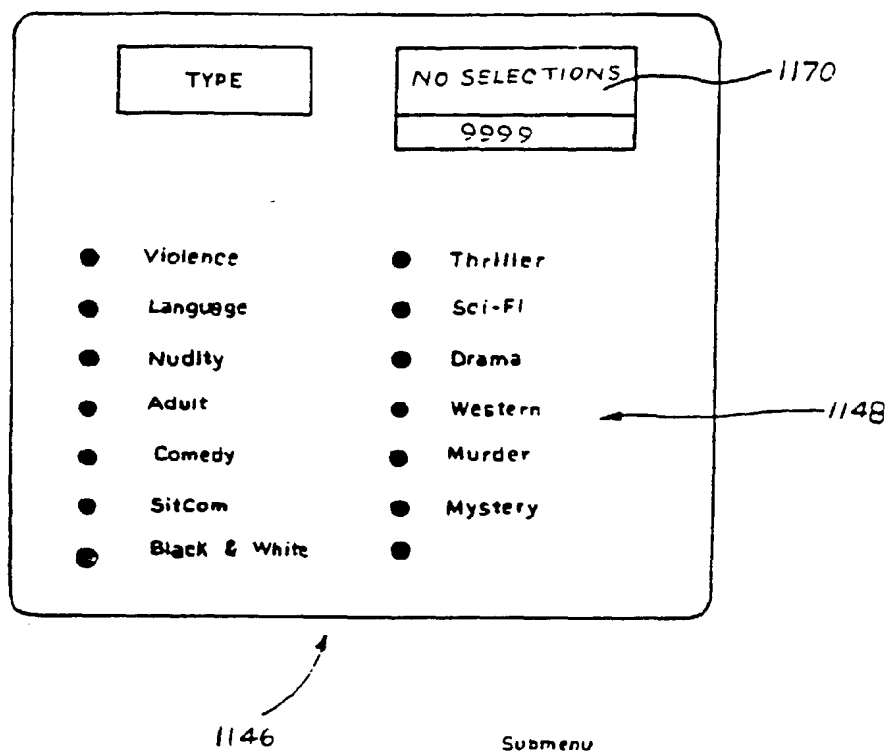 TYPE
NO SELECTIONS
1170
9999
Violence
Language
Nudity
Adult
Comedy
SitCom
Black & White
Thriller
Sci-Fi
Drama
Western
Murder
Mystery
1148
1146
Submenu